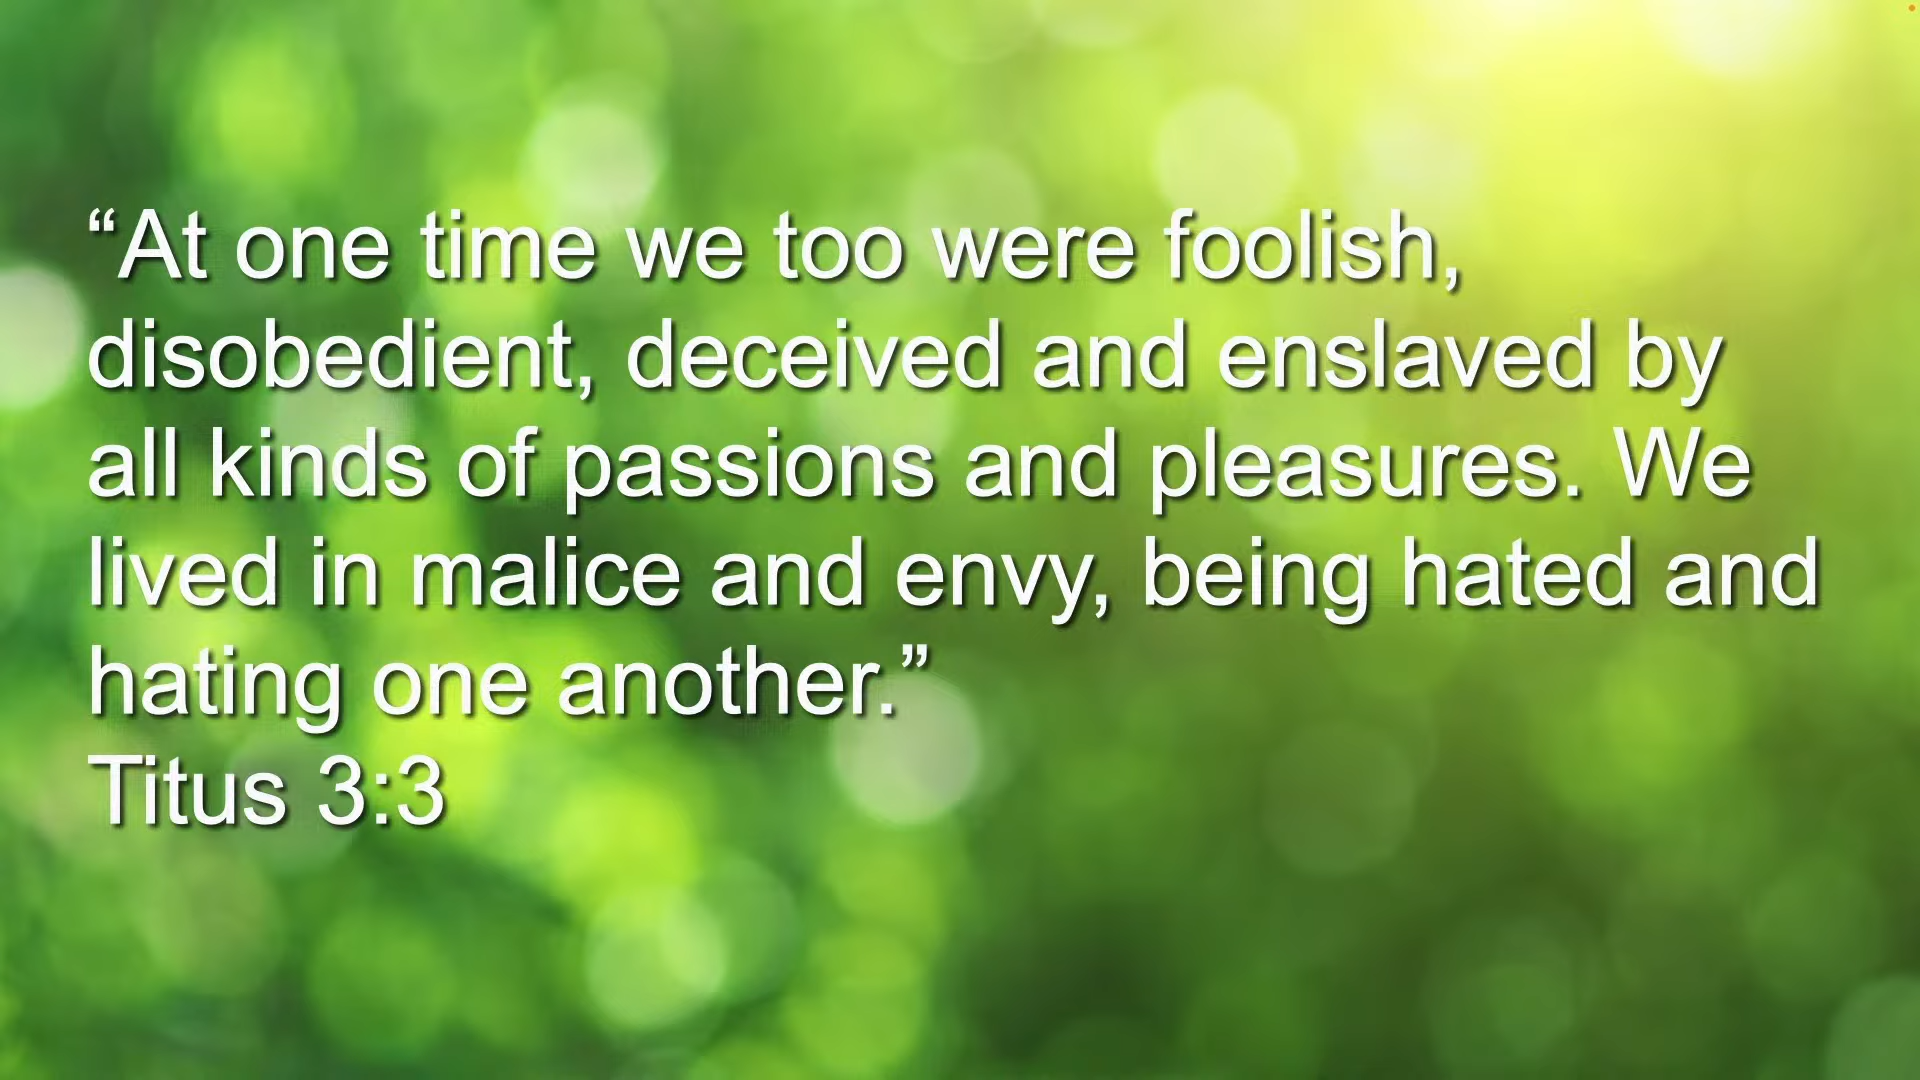 “At one time we too were foolish,
disobedient, deceived and enslaved by
all kinds of passions and pleasures. We
lived in malice and envy, being hated and
hating one another.”
Titus 3:3